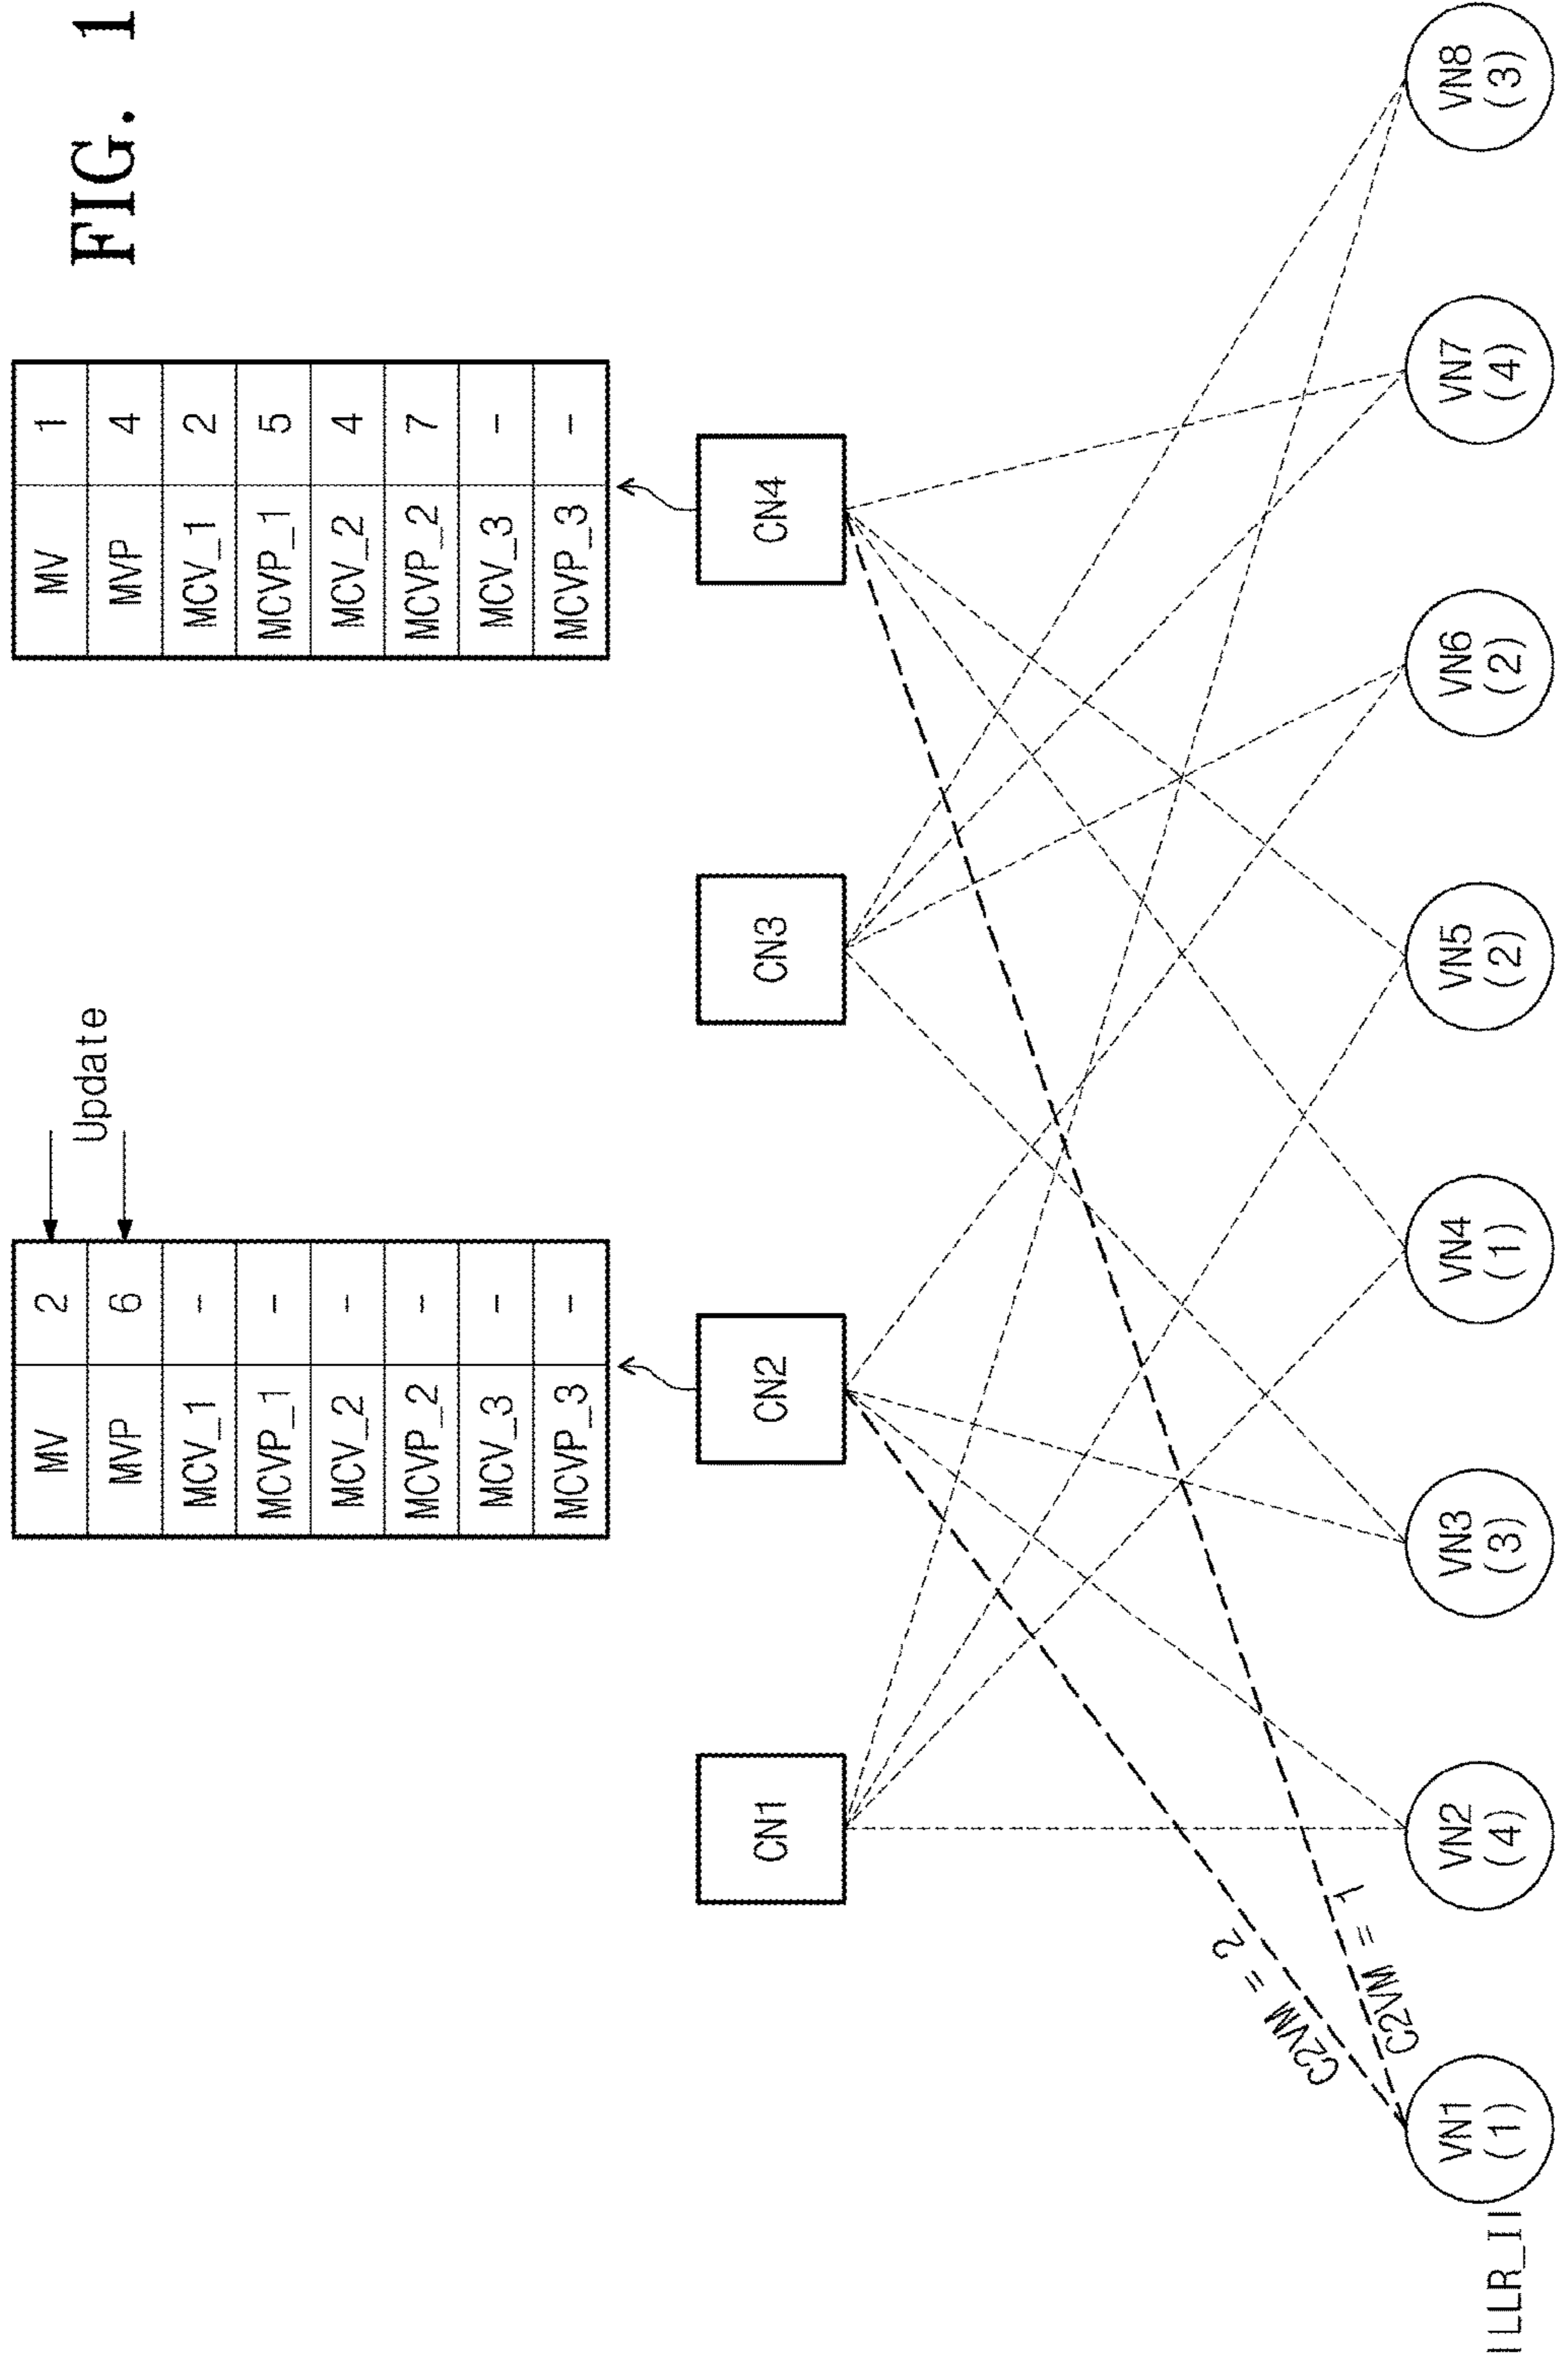 FIG. 1
Update
MV 2
MVP 6
MCV_1 -
MCVP_1 -
MCV_2 -
MCVP_2 -
MCV_3 -
MCVP_3 -
MV 1
MVP 4
MCV_1 2
MCVP_1 5
MCV_2 4
MCVP_2 7
MCV_3 -
MCVP_3 -
CN1
CN2
CN3
CN4
C2VM = 2
C2VM = 1
|LLR_I|
VN1
(1)
VN2
(4)
VN3
(3)
VN4
(1)
VN5
(2)
VN6
(2)
VN7
(4)
VN8
(3)